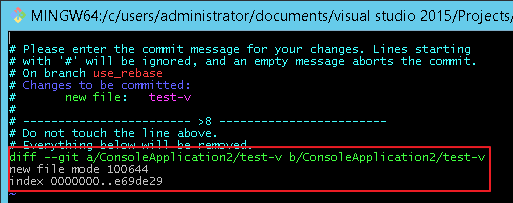 MINGW64:/c/users/administrator/documents/visual studio 2015/Projects/
# Please enter the commit message for your changes. Lines starting
# with '#' will be ignored, and an empty message aborts the commit.
# On branch use_rebase
# Changes to be committed:
#       new file:   test-v
#
# ------------------------ >8 ------------------------
# Do not touch the line above.
# Everything below will be removed.
diff --git a/ConsoleApplication2/test-v b/ConsoleApplication2/test-v
new file mode 100644
index 0000000..e69de29
~